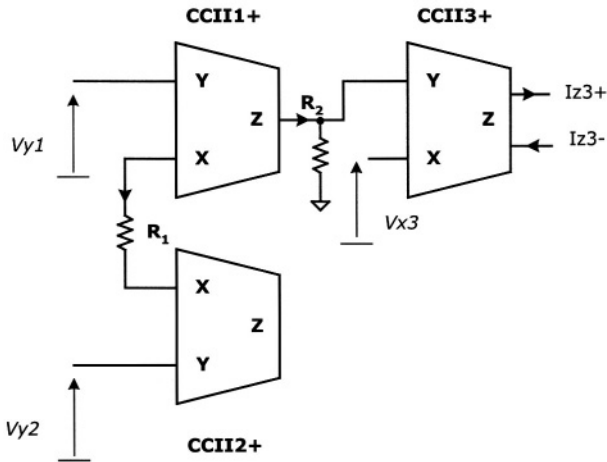 CCII1+
CCII3+
Y
Y
Iz3+
R2
Z
Z
Vy1
Iz3-
X
X
Vx3
R1
X
Z
Y
Vy2
CCII2+